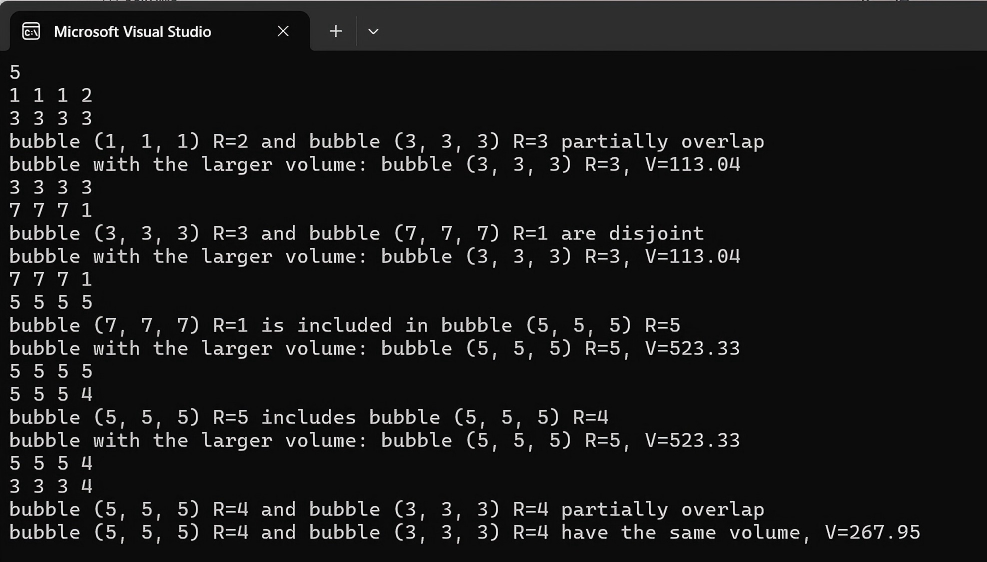 Microsoft Visual Studio
5
1 1 1 2
3 3 3 3
bubble (1, 1, 1) R=2 and bubble (3, 3, 3) R=3 partially overlap
bubble with the larger volume: bubble (3, 3, 3) R=3, V=113.04
3 3 3 3
7 7 7 1
bubble (3, 3, 3) R=3 and bubble (7, 7, 7) R=1 are disjoint
bubble with the larger volume: bubble (3, 3, 3) R=3, V=113.04
7 7 7 1
5 5 5 5
bubble (7, 7, 7) R=1 is included in bubble (5, 5, 5) R=5
bubble with the larger volume: bubble (5, 5, 5) R=5, V=523.33
5 5 5 5
5 5 5 4
bubble (5, 5, 5) R=5 includes bubble (5, 5, 5) R=4
bubble with the larger volume: bubble (5, 5, 5) R=5, V=523.33
5 5 5 4
3 3 3 4
bubble (5, 5, 5) R=4 and bubble (3, 3, 3) R=4 partially overlap
bubble (5, 5, 5) R=4 and bubble (3, 3, 3) R=4 have the same volume, V=267.95